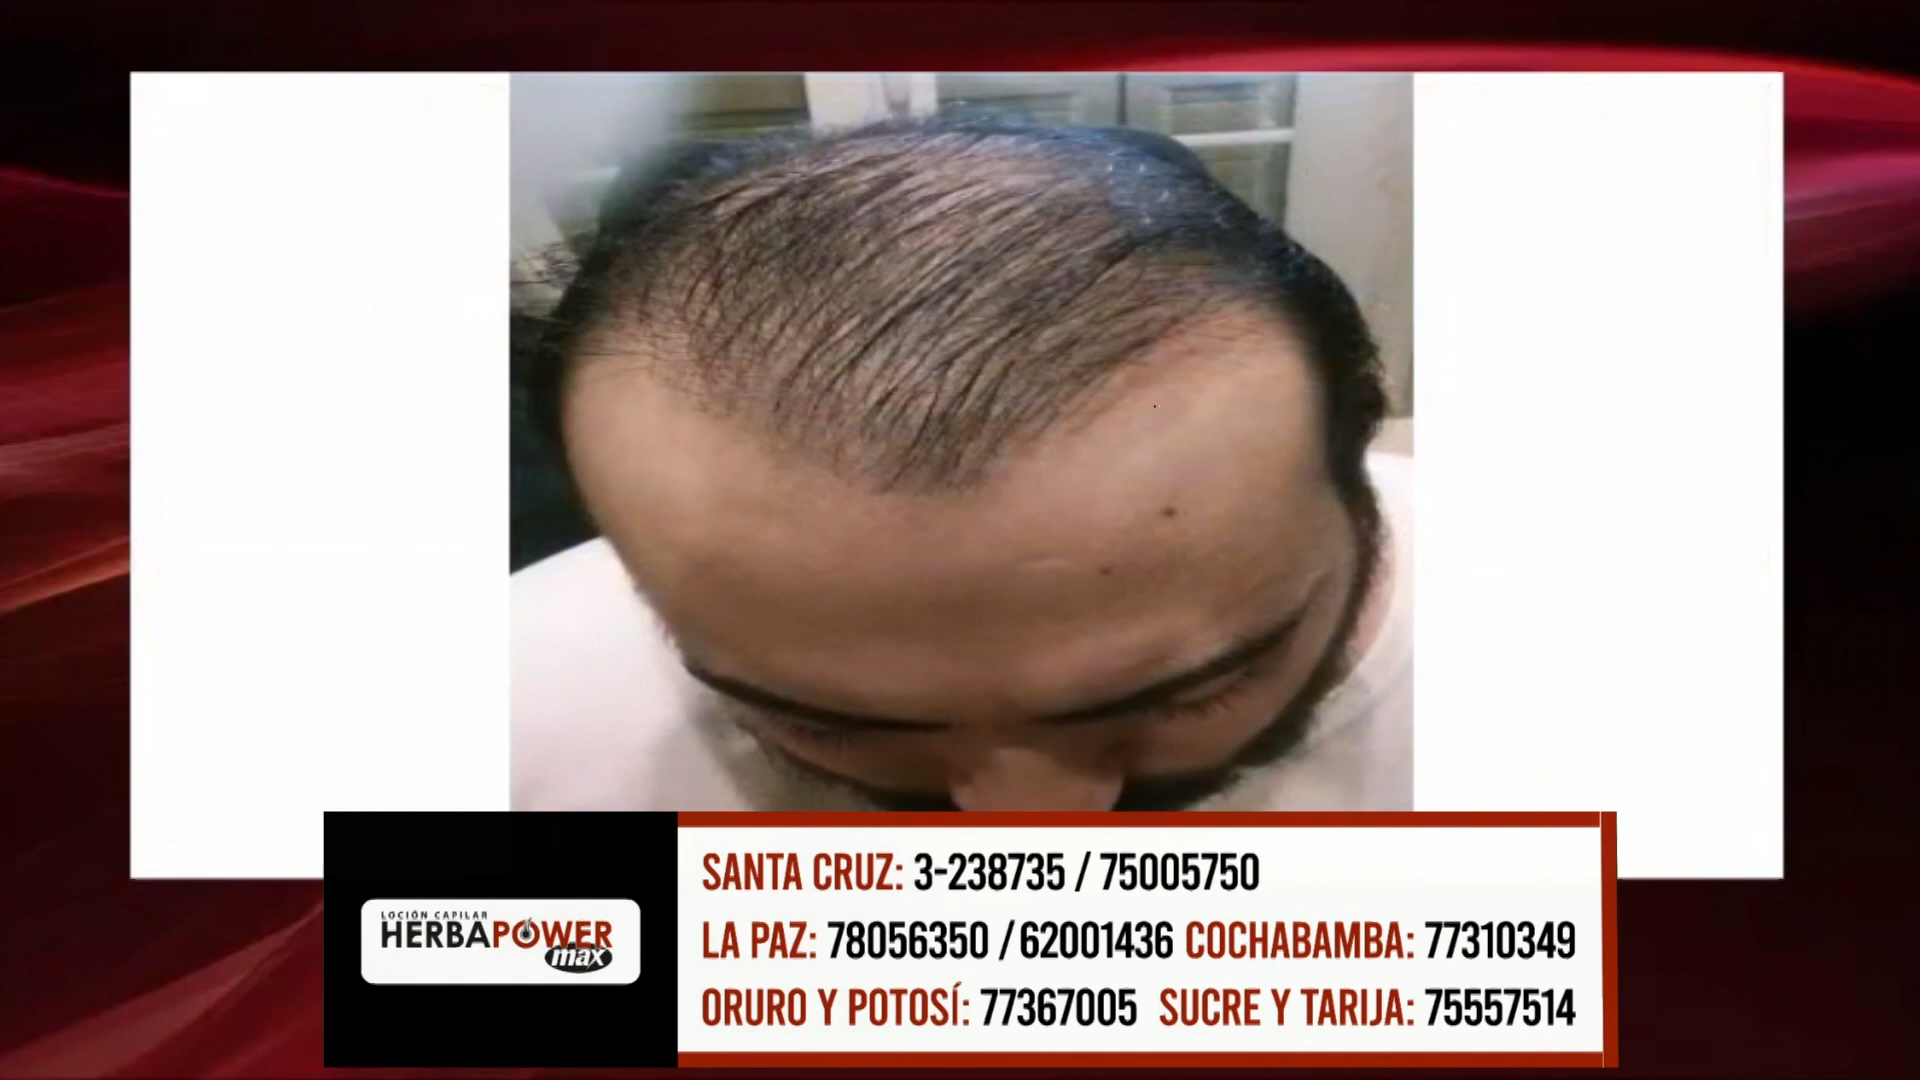 LOCIÓN CAPILAR
HERBAPOWER
max
SANTA CRUZ: 3-238735 / 75005750
LA PAZ: 78056350 / 62001436 COCHABAMBA: 77310349
ORURO Y POTOSÍ: 77367005 SUCRE Y TARIJA: 75557514